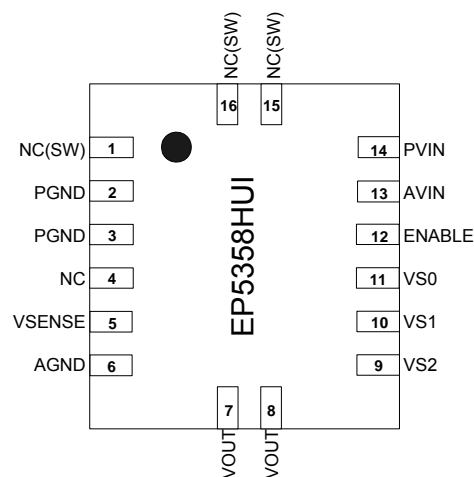 NC(SW)
NC(SW)
16
15
NC(SW) 1
14 PVIN
PGND 2
13 AVIN
PGND 3
12 ENABLE
NC 4
11 VS0
VSENSE 5
10 VS1
AGND 6
9 VS2
EP5358HUI
7
8
VOUT
VOUT